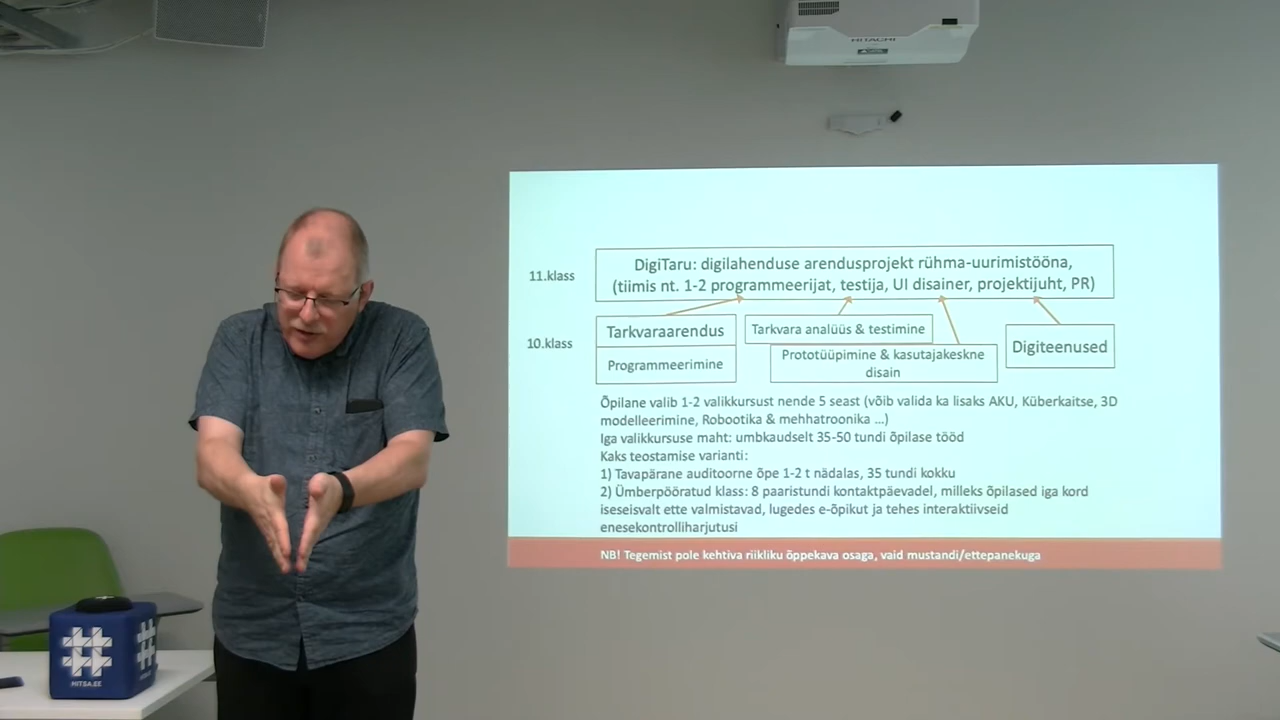 HITACHI
11.klass
DigiTaru: digilahenduse arendusprojekt rühma-uurimistööna,
(tiimis nt. 1-2 programmeerijat, testija, UI disainer, projektijuht, PR)
10.klass
Tarkvaraarendus
Programmeerimine
Tarkvara analüüs & testimine
Prototüüpimine & kasutajakeskne
disain
Digiteenused
Õpilane valib 1-2 valikkursust nende 5 seast (võib valida ka lisaks AKU, Küberkaitse, 3D
modelleerimine, Robootika & mehhatroonika ...)
Iga valikkursuse maht: umbkaudselt 35-50 tundi õpilase tööd
Kaks teostamise varianti:
1) Tavapärane auditoorne õpe 1-2 t nädalas, 35 tundi kokku
2) Ümberpööratud klass: 8 paaristundi kontaktpäevadel, milleks õpilased iga kord
iseseisvalt ette valmistavad, lugedes e-õpikut ja tehes interaktiivseid
enesekontrolliharjutusi
NB! Tegemist pole kehtiva riikliku õppekava osaga, vaid mustandi/ettepanekuga
HITSA.EE